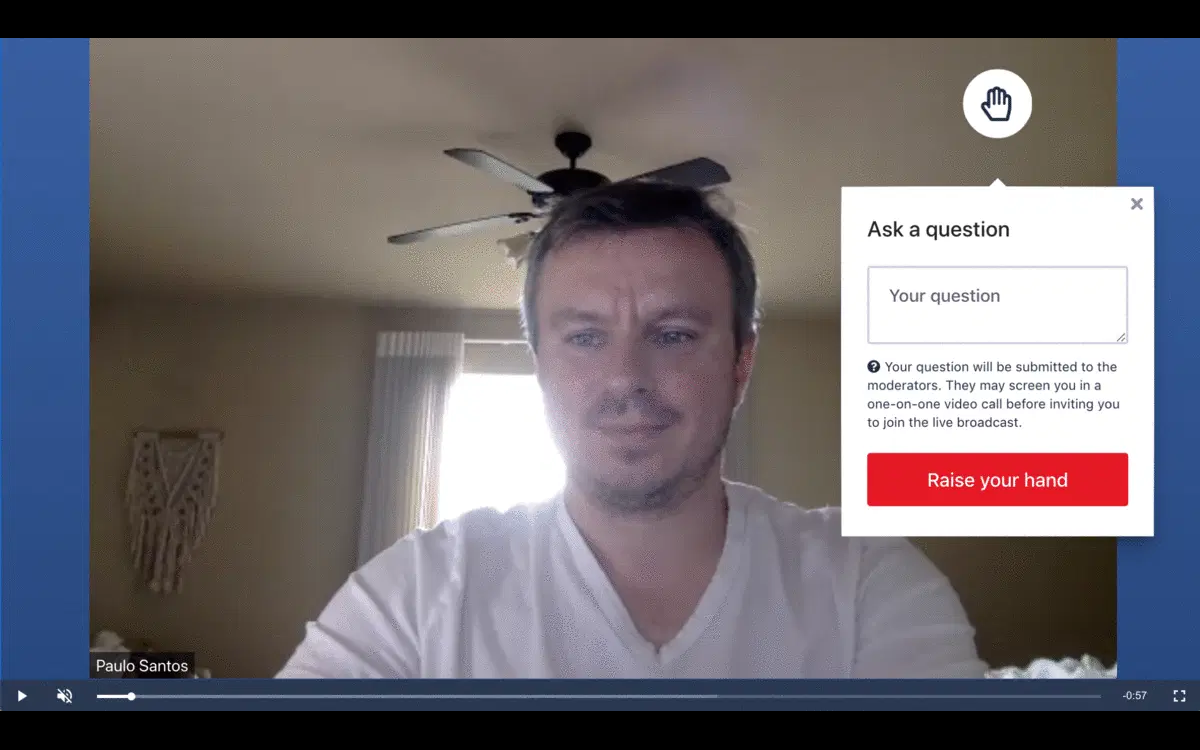 Ask a question
Your question
Your question will be submitted to the
moderators. They may screen you in a
one-on-one video call before inviting you
to join the live broadcast.
Raise your hand
Paulo Santos
-0:57